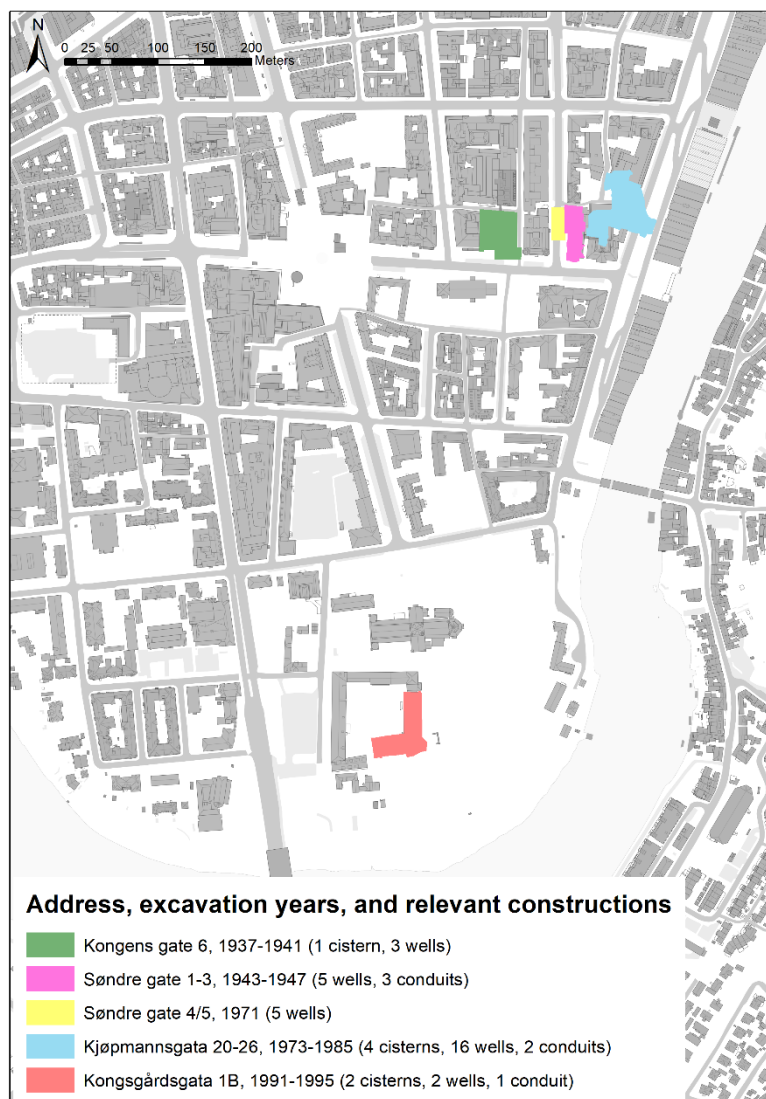 N
0 25 50 100 150 200
Meters
Address, excavation years, and relevant constructions
Kongens gate 6, 1937-1941 (1 cistern, 3 wells)
Søndre gate 1-3, 1943-1947 (5 wells, 3 conduits)
Søndre gate 4/5, 1971 (5 wells)
Kjøpmannsgata 20-26, 1973-1985 (4 cisterns, 16 wells, 2 conduits)
Kongsgårdsgata 1B, 1991-1995 (2 cisterns, 2 wells, 1 conduit)